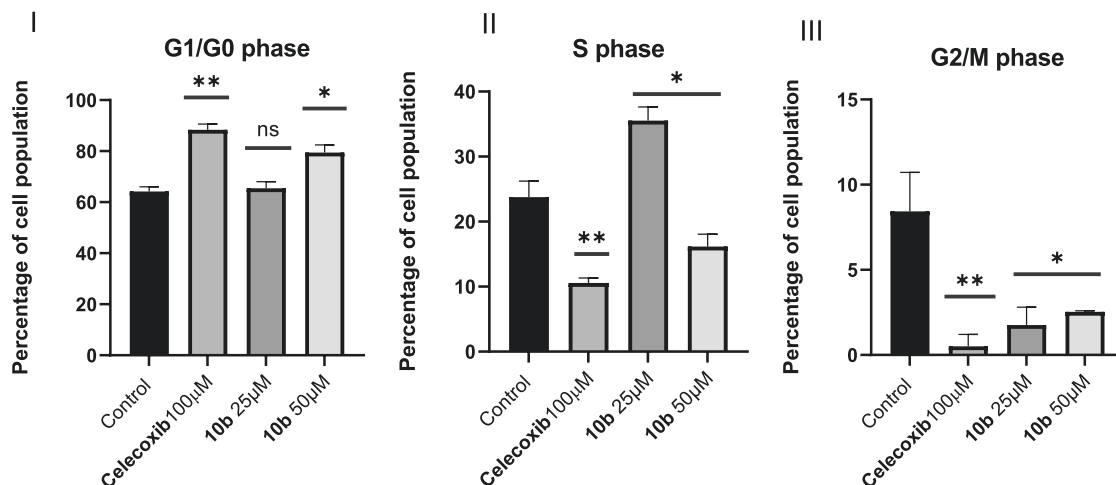 I
G1/G0 phase
Percentage of cell population
100
80
60
40
20
0
**
ns
*
Control
Celecoxib 100µM
10b 25µM
10b 50µM
II
S phase
Percentage of cell population
40
30
20
10
0
**
*
Control
Celecoxib 100µM
10b 25µM
10b 50µM
III
G2/M phase
Percentage of cell population
15
10
5
0
**
*
Control
Celecoxib 100µM
10b 25µM
10b 50µM